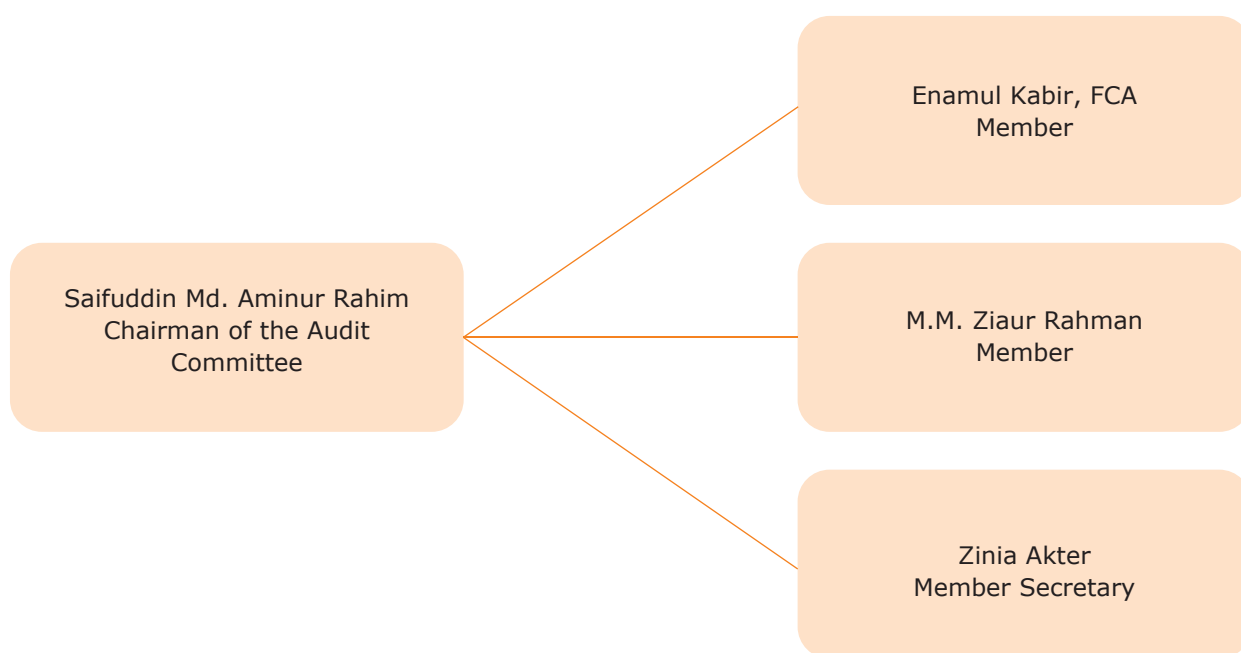 Enamul Kabir, FCA
Member
Saifuddin Md. Aminur Rahim
Chairman of the Audit
Committee
M.M. Ziaur Rahman
Member
Zinia Akter
Member Secretary